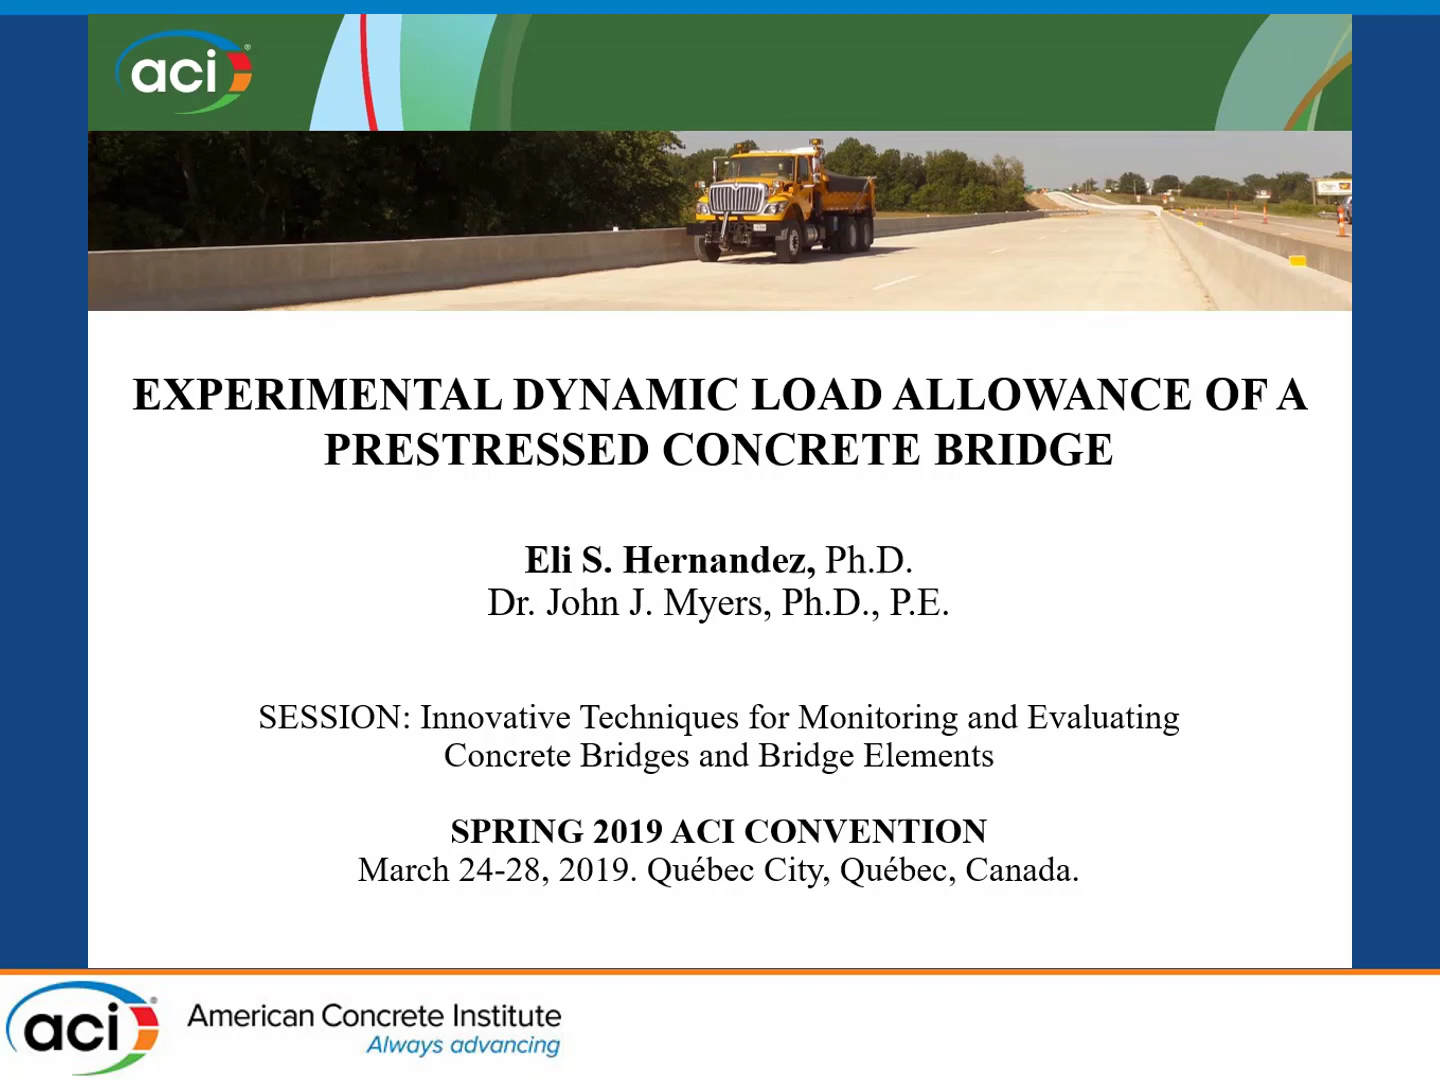 aci®
EXPERIMENTAL DYNAMIC LOAD ALLOWANCE OF A
PRESTRESSED CONCRETE BRIDGE
Eli S. Hernandez, Ph.D.
Dr. John J. Myers, Ph.D., P.E.
SESSION: Innovative Techniques for Monitoring and Evaluating
Concrete Bridges and Bridge Elements
SPRING 2019 ACI CONVENTION
March 24-28, 2019. Québec City, Québec, Canada.
aci®
American Concrete Institute
Always advancing